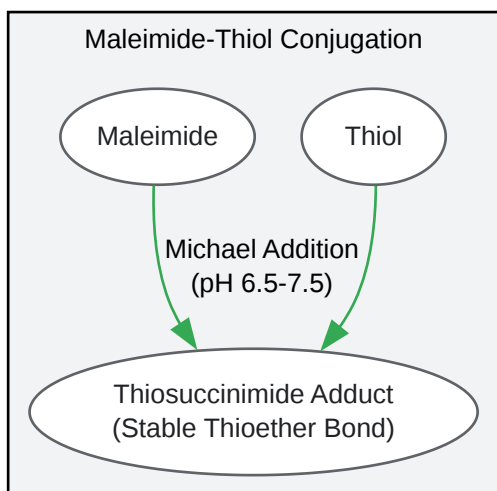 Maleimide-Thiol Conjugation
Maleimide
Thiol
Michael Addition
(pH 6.5-7.5)
Thiosuccinimide Adduct
(Stable Thioether Bond)